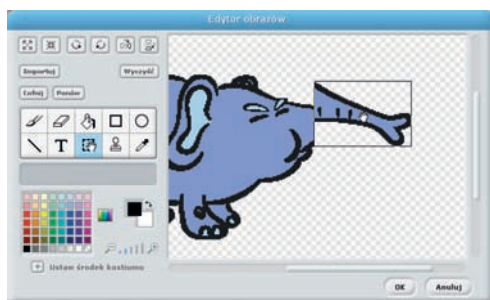 Edytor obrazów
Importuj Wyczyść
Cofnij Ponów
T
Ustaw środek kostiumu
OK Anuluj